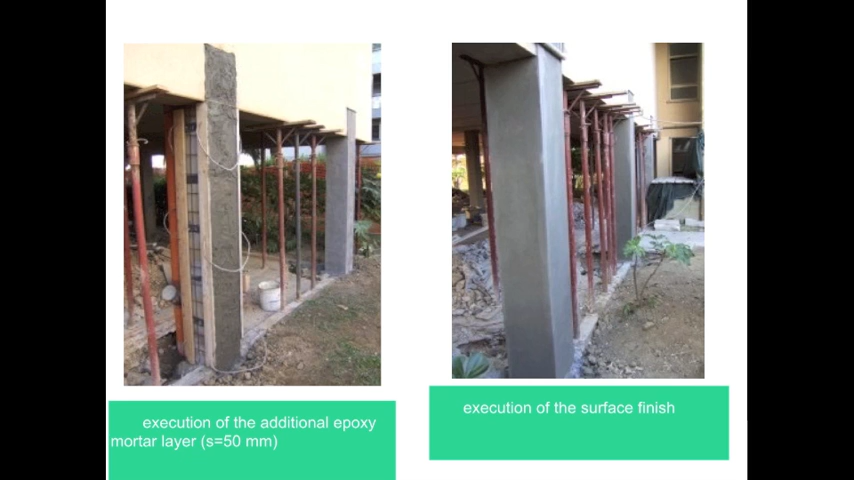 execution of the additional epoxy
mortar layer (s=50 mm)
execution of the surface finish